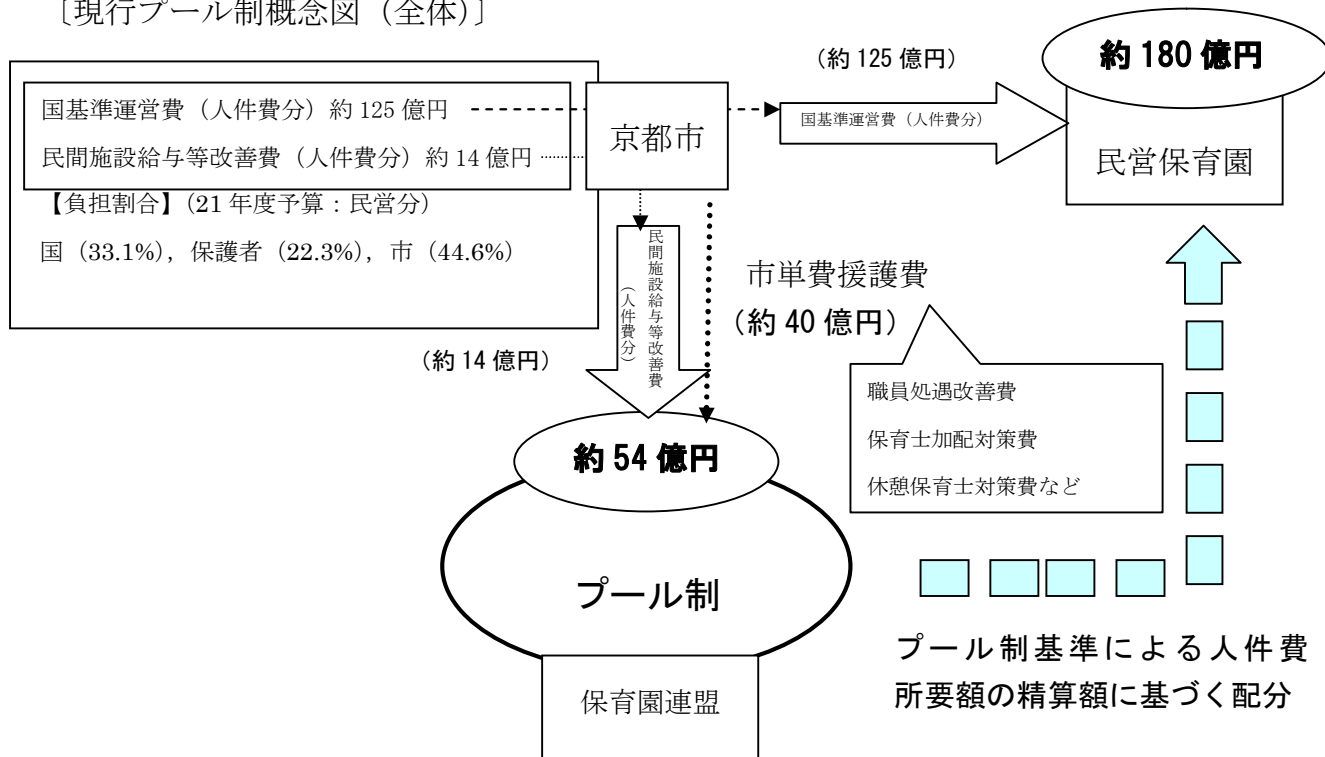 〔現行プール制概念図（全体）〕
（約 125 億円）
約 180 億円
国基準運営費（人件費分）約 125 億円
民間施設給与等改善費（人件費分）約 14 億円
【負担割合】（21 年度予算：民営分）
国（33.1%），保護者（22.3%），市（44.6%）
京都市
国基準運営費（人件費分）
民営保育園
民間施設給与等改善費
（人件費分）
（約 14 億円）
市単費援護費
（約 40 億円）
職員処遇改善費
保育士加配対策費
休憩保育士対策費など
約 54 億円
プール制
保育園連盟
プール制基準による人件費
所要額の精算額に基づく配分